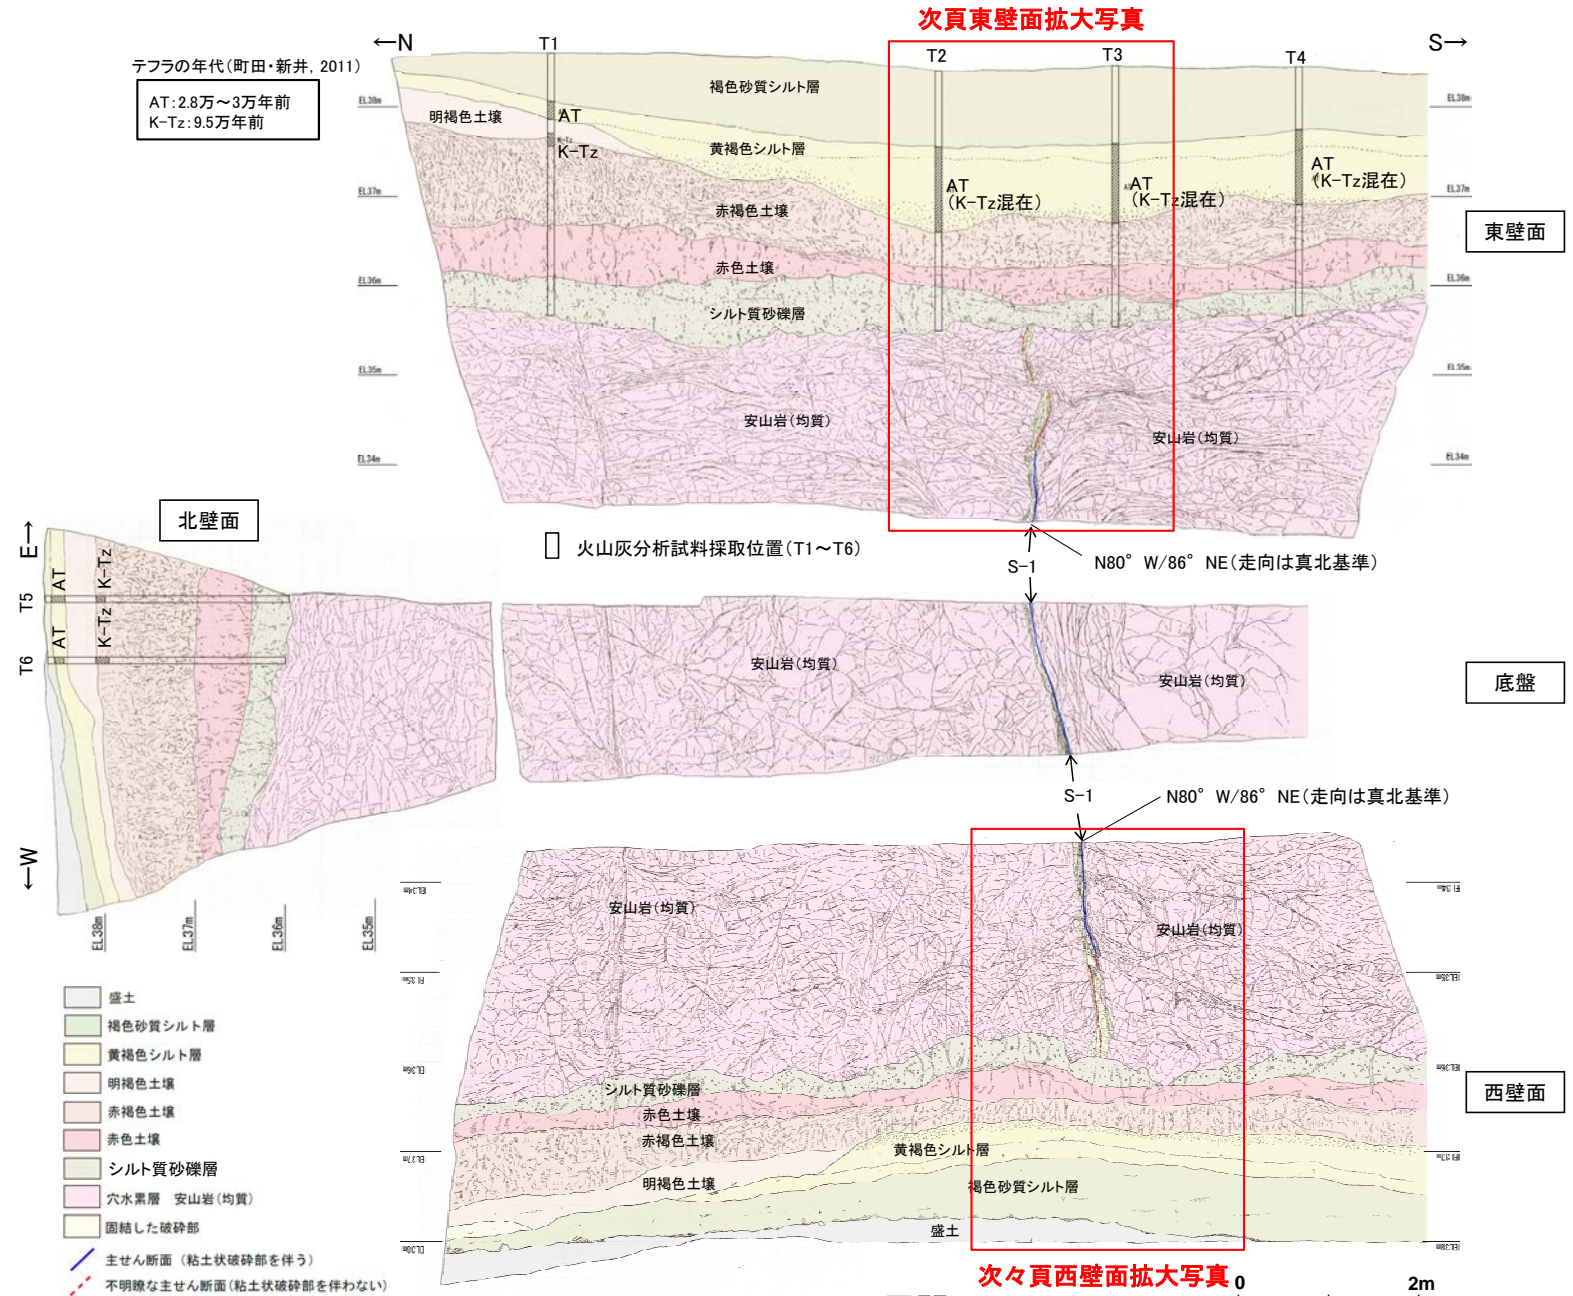 次頁東壁面拡大写真
←N
S→
T1
T2
T3
T4
テフラの年代(町田・新井, 2011)
AT:2.8万～3万年前
K-Tz:9.5万年前
EL38m
EL37m
EL36m
EL35m
EL34m
EL38m
EL37m
EL36m
EL35m
EL34m
褐色砂質シルト層
明褐色土壌
AT
K-Tz
黄褐色シルト層
AT
(K-Tz混在)
AT
(K-Tz混在)
AT
(K-Tz混在)
赤褐色土壌
赤色土壌
シルト質砂礫層
安山岩(均質)
安山岩(均質)
東壁面
北壁面
E→
←W
T5
T6
AT
K-Tz
AT
K-Tz
EL38m
EL37m
EL36m
EL35m
火山灰分析試料採取位置(T1～T6)
S-1
N80° W/86° NE(走向は真北基準)
安山岩(均質)
安山岩(均質)
底盤
S-1
N80° W/86° NE(走向は真北基準)
安山岩(均質)
安山岩(均質)
EL34m
EL35m
EL36m
EL37m
EL38m
EL34m
EL35m
EL36m
EL37m
EL38m
シルト質砂礫層
赤色土壌
赤褐色土壌
黄褐色シルト層
明褐色土壌
褐色砂質シルト層
盛土
西壁面
次々頁西壁面拡大写真
0 2m
盛土
褐色砂質シルト層
黄褐色シルト層
明褐色土壌
赤褐色土壌
赤色土壌
シルト質砂礫層
穴水累層 安山岩(均質)
固結した破砕部
主せん断面 (粘土状破砕部を伴う)
不明瞭な主せん断面(粘土状破砕部を伴わない)